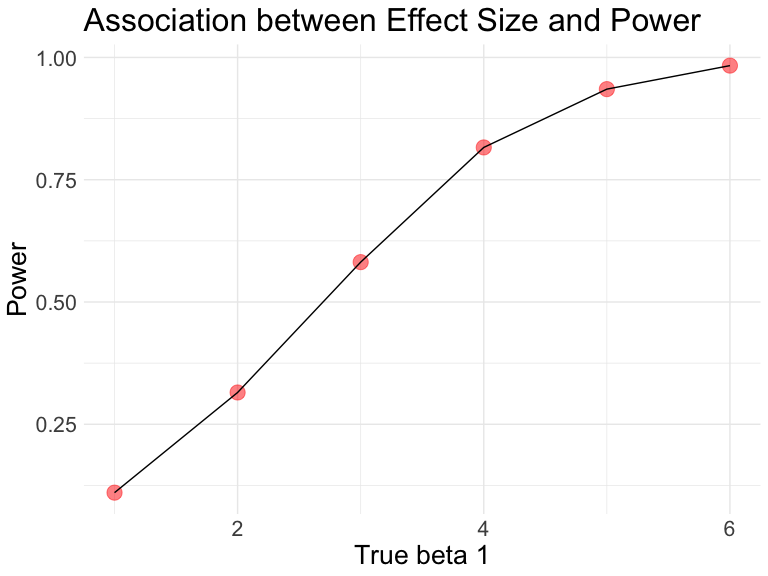 Association between Effect Size and Power
1.00
0.75
0.50
0.25
Power
2 4 6
True beta 1